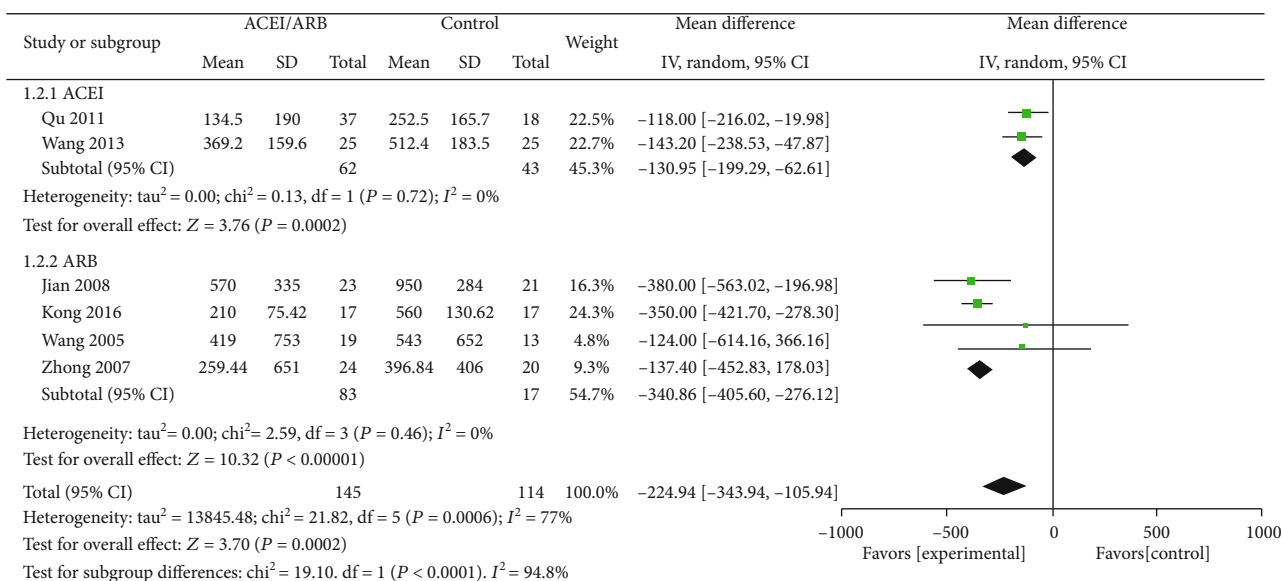 Study or subgroup ACEI/ARB Control Weight Mean difference Mean difference
Mean SD Total Mean SD Total IV, random, 95% CI IV, random, 95% CI
1.2.1 ACEI
Qu 2011 134.5 190 37 252.5 165.7 18 22.5% –118.00 [–216.02, –19.98]
Wang 2013 369.2 159.6 25 512.4 183.5 25 22.7% –143.20 [–238.53, –47.87]
Subtotal (95% CI) 62 43 45.3% –130.95 [–199.29, –62.61]
Heterogeneity: tau² = 0.00; chi² = 0.13, df = 1 (P = 0.72); I² = 0%
Test for overall effect: Z = 3.76 (P = 0.0002)
1.2.2 ARB
Jian 2008 570 335 23 950 284 21 16.3% –380.00 [–563.02, –196.98]
Kong 2016 210 75.42 17 560 130.62 17 24.3% –350.00 [–421.70, –278.30]
Wang 2005 419 753 19 543 652 13 4.8% –124.00 [–614.16, 366.16]
Zhong 2007 259.44 651 24 396.84 406 20 9.3% –137.40 [–452.83, 178.03]
Subtotal (95% CI) 83 17 54.7% –340.86 [–405.60, –276.12]
Heterogeneity: tau² = 0.00; chi² = 2.59, df = 3 (P = 0.46); I² = 0%
Test for overall effect: Z = 10.32 (P < 0.00001)
Total (95% CI) 145 114 100.0% –224.94 [–343.94, –105.94]
Heterogeneity: tau² = 13845.48; chi² = 21.82, df = 5 (P = 0.0006); I² = 77%
Test for overall effect: Z = 3.70 (P = 0.0002)
Test for subgroup differences: chi² = 19.10. df = 1 (P < 0.0001). I² = 94.8%
–1000 –500 0 500 1000
Favors [experimental] Favors[control]